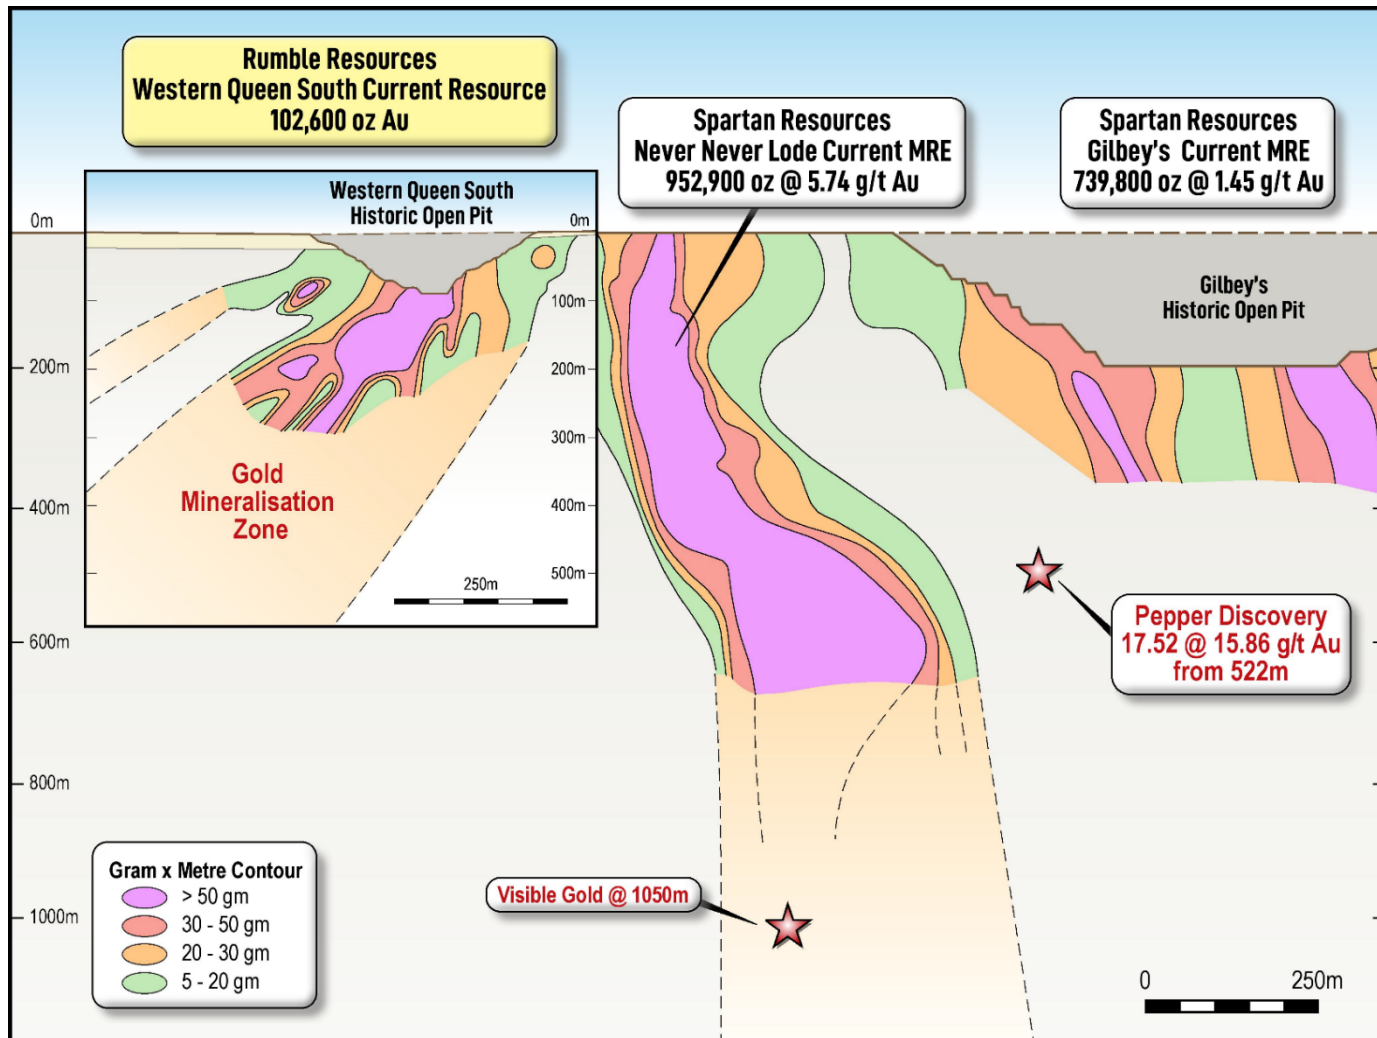 Rumble Resources
Western Queen South Current Resource
102,600 oz Au
Spartan Resources
Never Never Lode Current MRE
952,900 oz @ 5.74 g/t Au
Spartan Resources
Gilbey's Current MRE
739,800 oz @ 1.45 g/t Au
Western Queen South
Historic Open Pit
0m
0m
100m
200m
300m
400m
500m
Gold
Mineralisation
Zone
250m
200m
400m
600m
800m
1000m
Gilbey's
Historic Open Pit
Pepper Discovery
17.52 @ 15.86 g/t Au
from 522m
Visible Gold @ 1050m
Gram x Metre Contour
> 50 gm
30 - 50 gm
20 - 30 gm
5 - 20 gm
0 250m